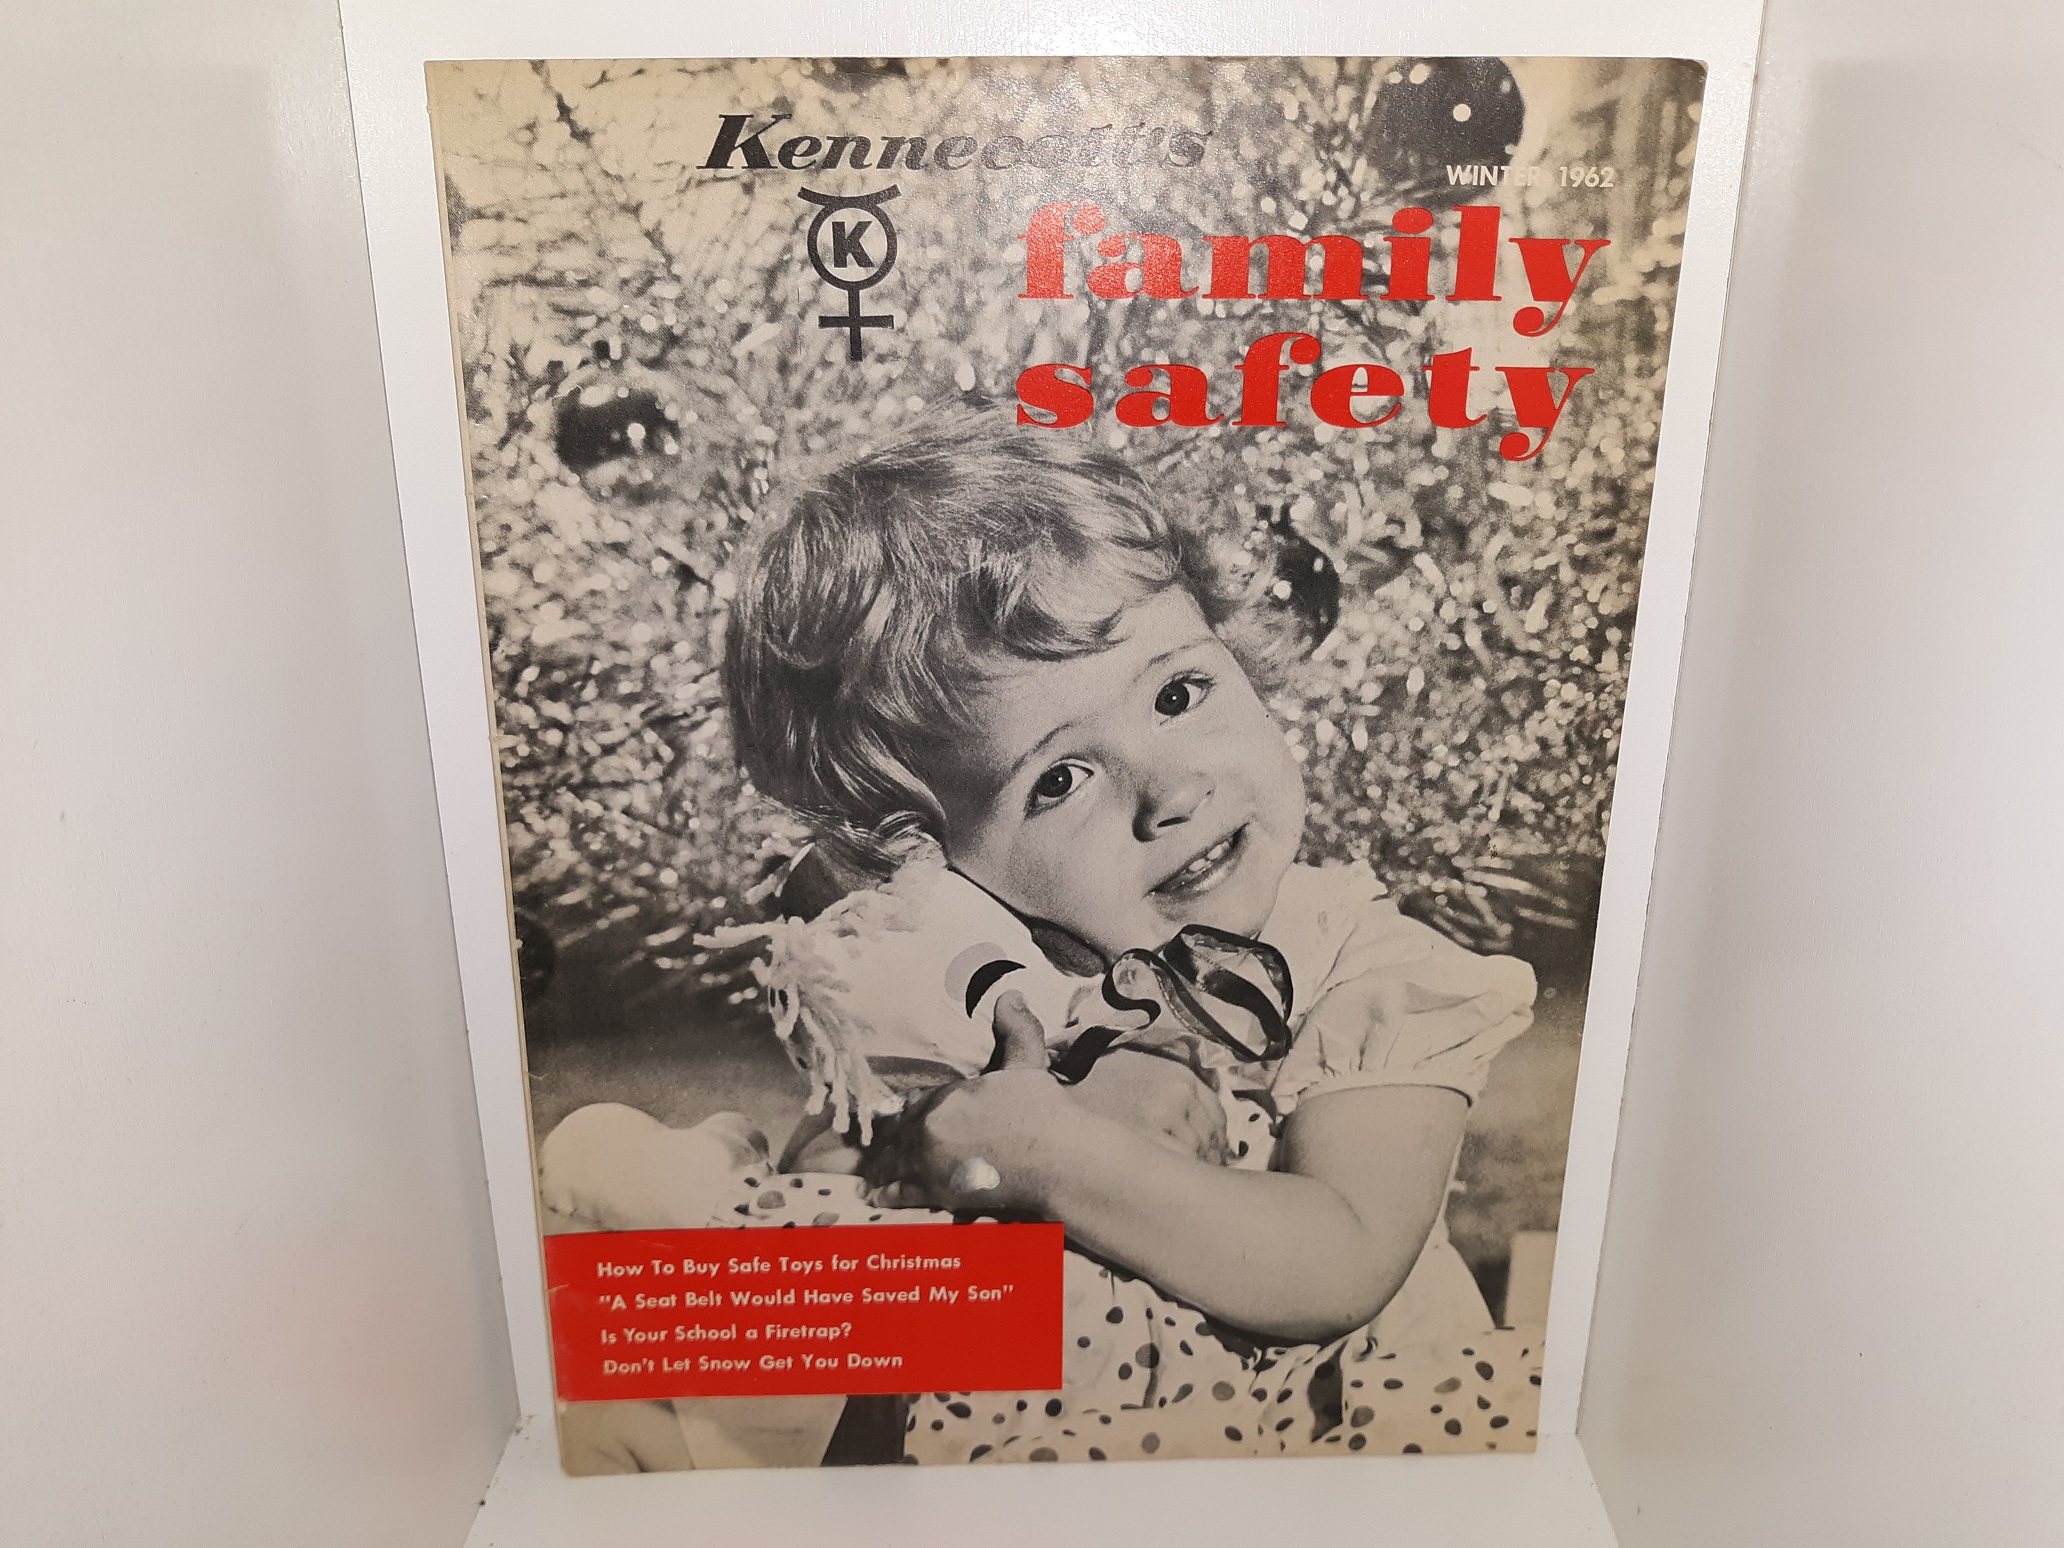 Kennecott's
WINTER 1962
K
family
safety
How To Buy Safe Toys for Christmas
"A Seat Belt Would Have Saved My Son"
Is Your School a Firetrap?
Don't Let Snow Get You Down